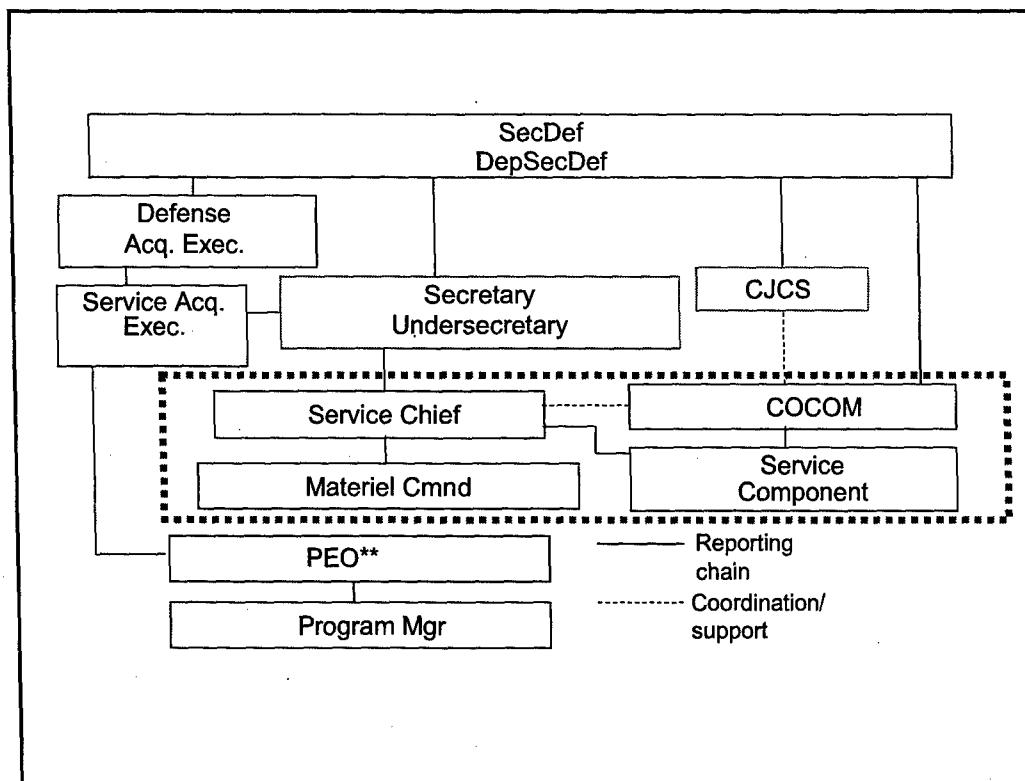 SecDef
DepSecDef
Defense
Acq. Exec.
Service Acq.
Exec.
Secretary
Undersecretary
CJCS
Service Chief
COCOM
Materiel Cmnd
Service
Component
PEO**
Program Mgr
Reporting
chain
Coordination/
support